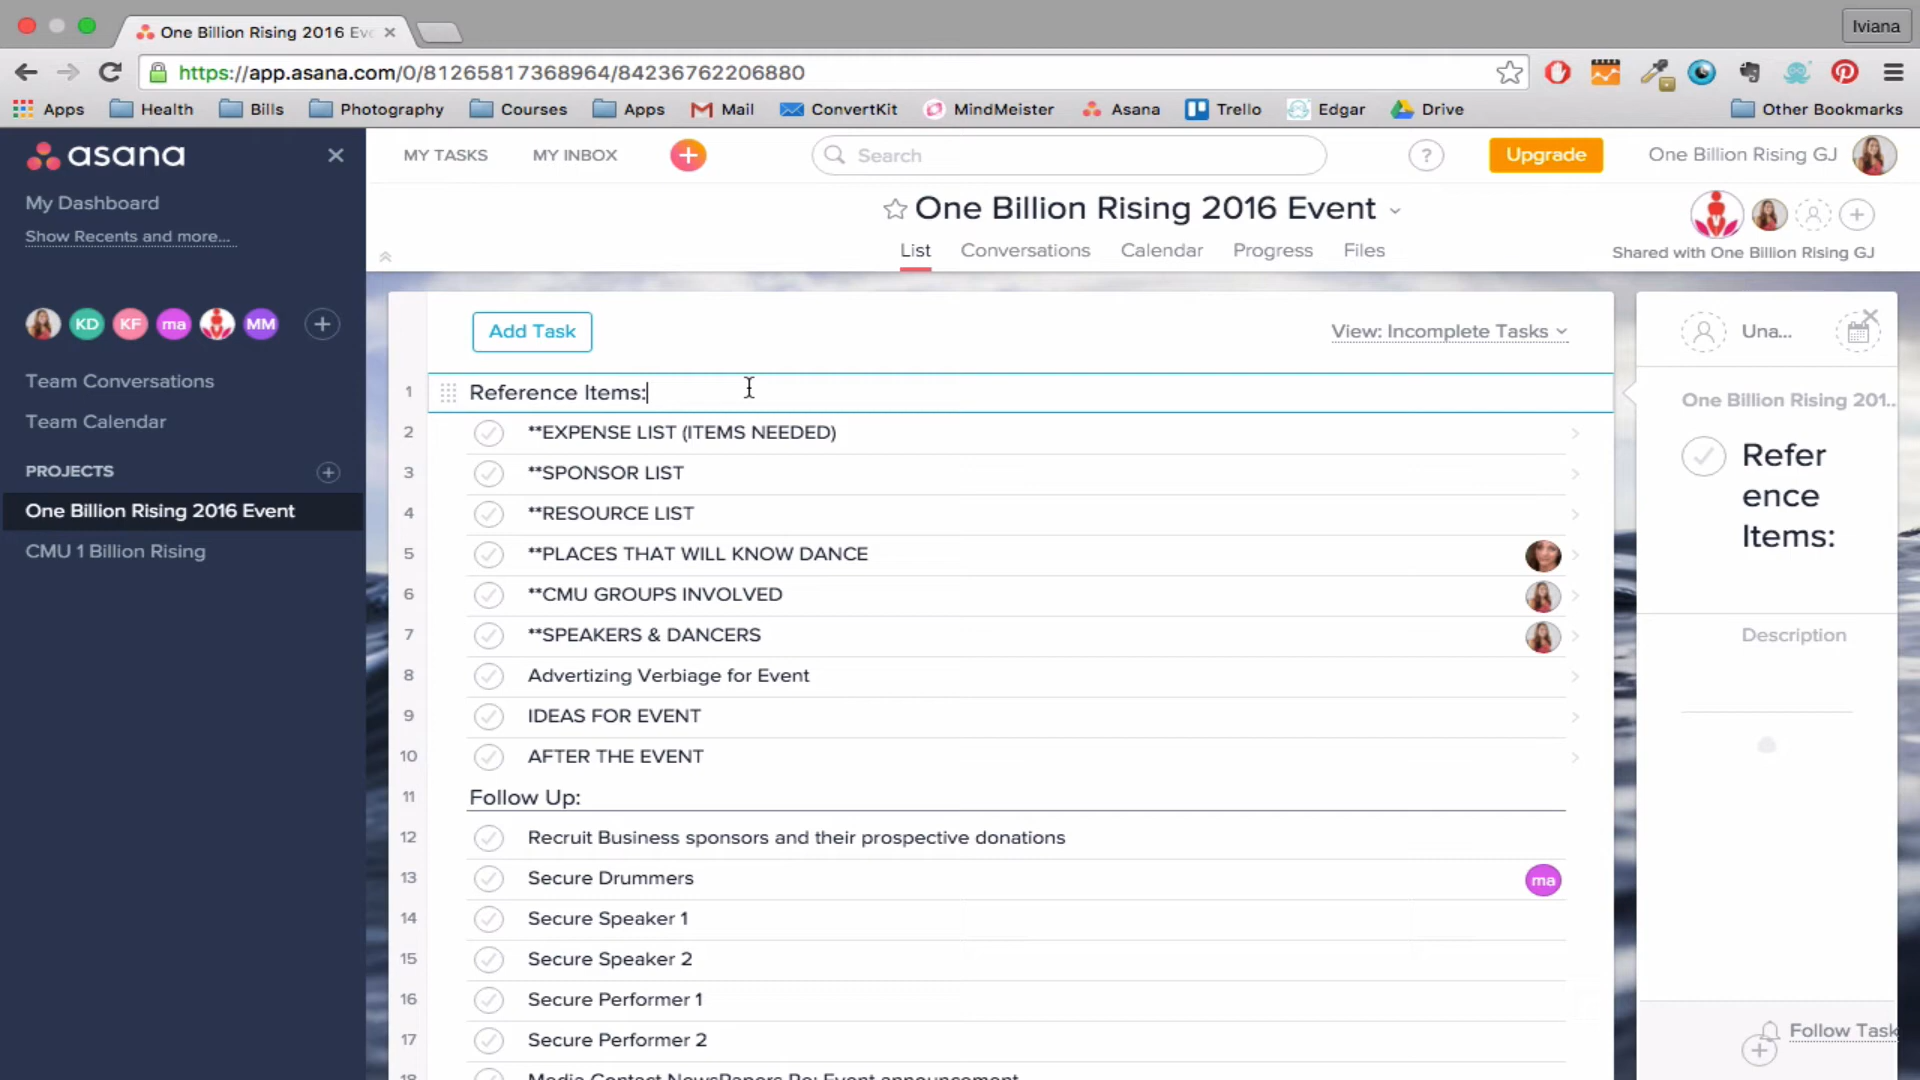 One Billion Rising 2016 Eve
Iviana
https://app.asana.com/0/81265817368964/84236762206880
Apps Health Bills Photography Courses Apps Mail ConvertKit MindMeister Asana Trello Edgar Drive Other Bookmarks
asana
MY TASKS MY INBOX Search ? Upgrade One Billion Rising GJ
My Dashboard
Show Recents and more...
One Billion Rising 2016 Event
List Conversations Calendar Progress Files
Shared with One Billion Rising GJ
KD KF ma MM
Team Conversations
Team Calendar
PROJECTS
One Billion Rising 2016 Event
CMU 1 Billion Rising
Add Task View: Incomplete Tasks
1 Reference Items:
2 **EXPENSE LIST (ITEMS NEEDED)
3 **SPONSOR LIST
4 **RESOURCE LIST
5 **PLACES THAT WILL KNOW DANCE
6 **CMU GROUPS INVOLVED
7 **SPEAKERS & DANCERS
8 Advertizing Verbiage for Event
9 IDEAS FOR EVENT
10 AFTER THE EVENT
11 Follow Up:
12 Recruit Business sponsors and their prospective donations
13 Secure Drummers ma
14 Secure Speaker 1
15 Secure Speaker 2
16 Secure Performer 1
17 Secure Performer 2
18 Media Contact NewsPapers Re: Event announcement
Una...
One Billion Rising 201...
Refer
ence
Items:
Description
Follow Task